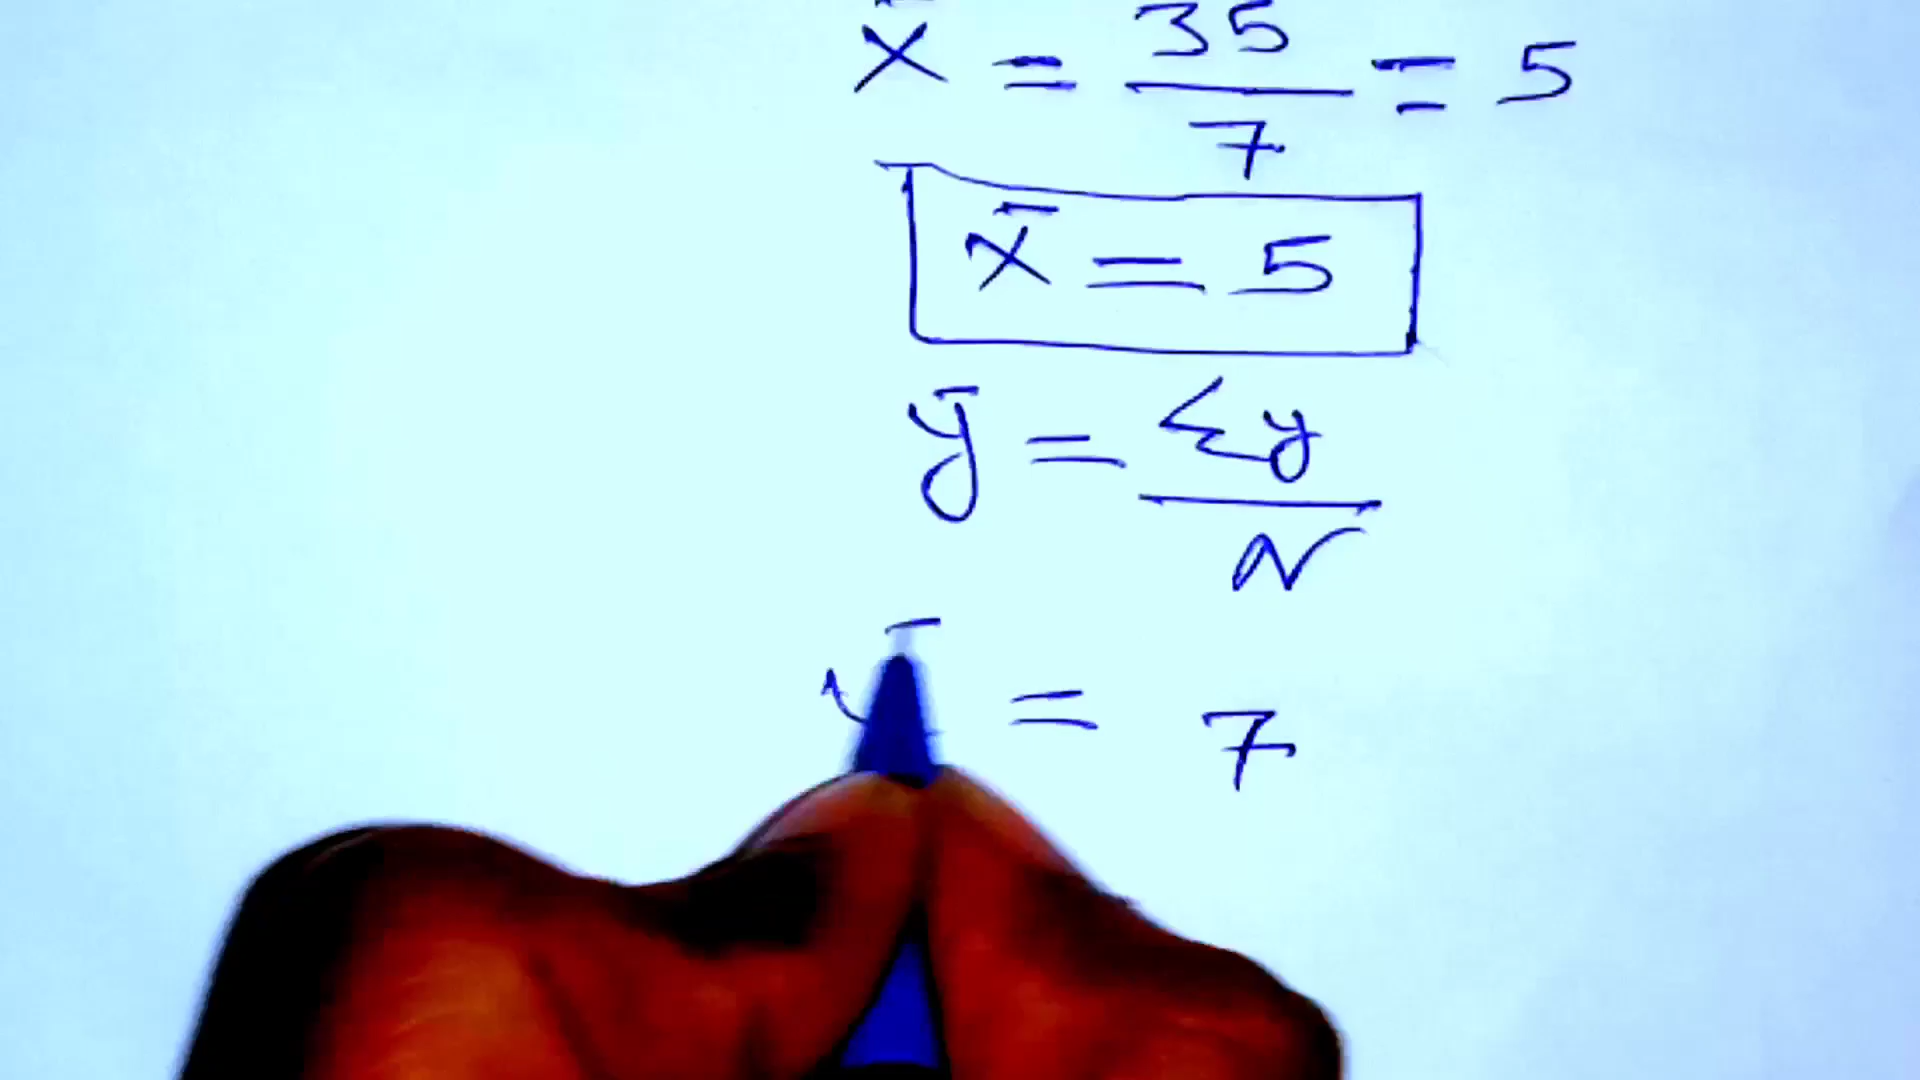 x̄ = 35/7 = 5
x̄ = 5
ȳ = Σy/N
= 7